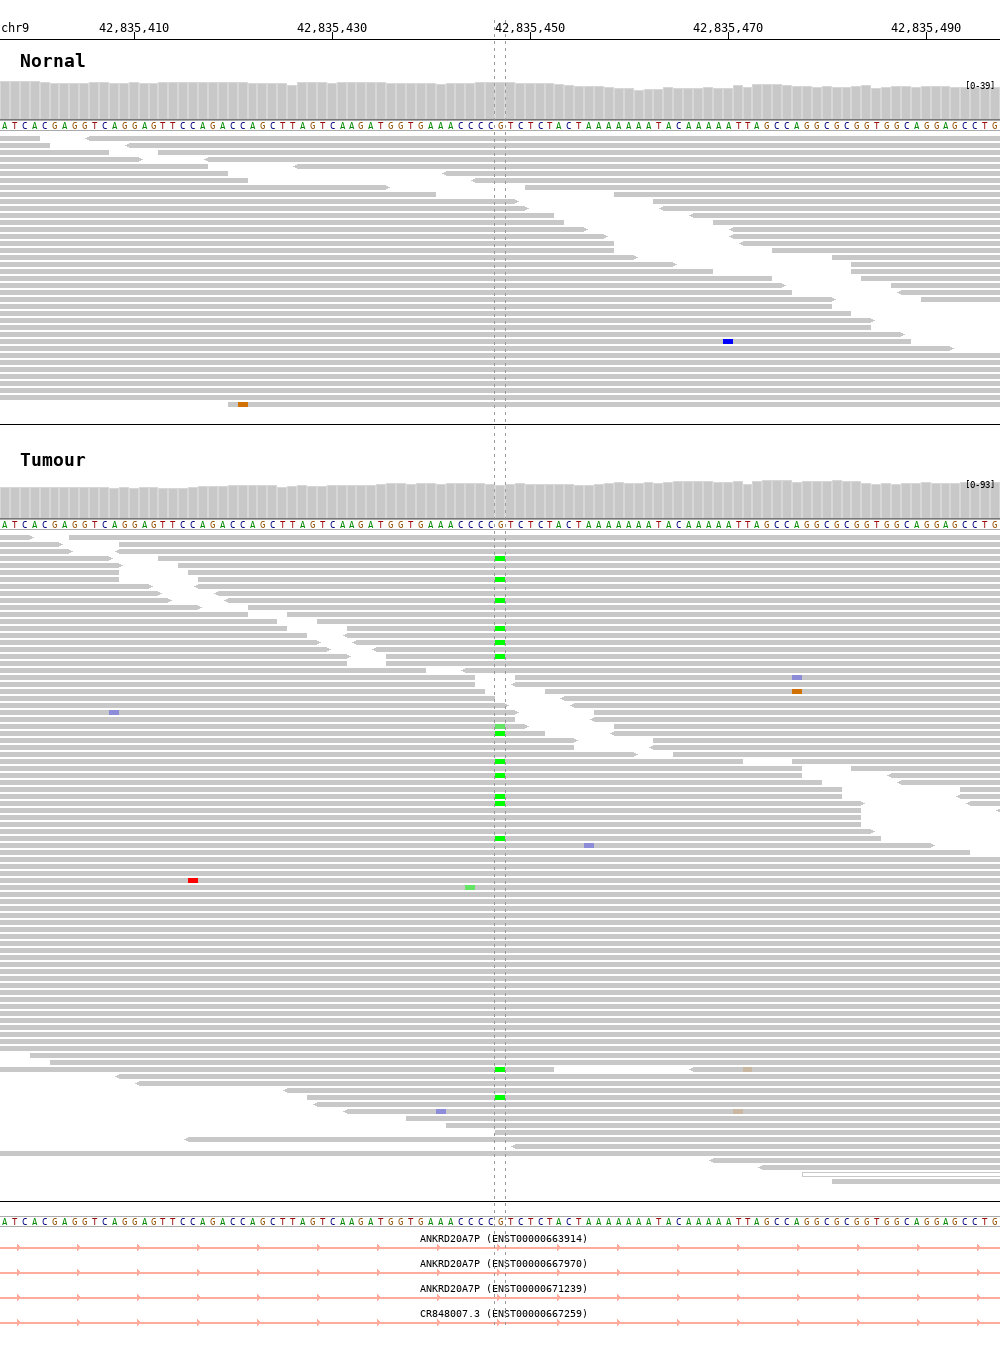 chr9 42,835,410 42,835,430 42,835,450 42,835,470 42,835,490
Nornal
[0-39]
ATCACGAGGTCAGGAGTTCCAGACCAGCTTAGTCAAGATGGTGAAACCCCGTCTCTACTAAAAAAATACAAAAATTAGCCAGGCGCGGTGGCAGGAGCCTG
Tumour
[0-93]
ATCACGAGGTCAGGAGTTCCAGACCAGCTTAGTCAAGATGGTGAAACCCCGTCTCTACTAAAAAAATACAAAAATTAGCCAGGCGCGGTGGCAGGAGCCTG
ATCACGAGGTCAGGAGTTCCAGACCAGCTTAGTCAAGATGGTGAAACCCCGTCTCTACTAAAAAAATACAAAAATTAGCCAGGCGCGGTGGCAGGAGCCTG
ANKRD20A7P (ENST00000663914)
ANKRD20A7P (ENST00000667970)
ANKRD20A7P (ENST00000671239)
CR848007.3 (ENST00000667259)